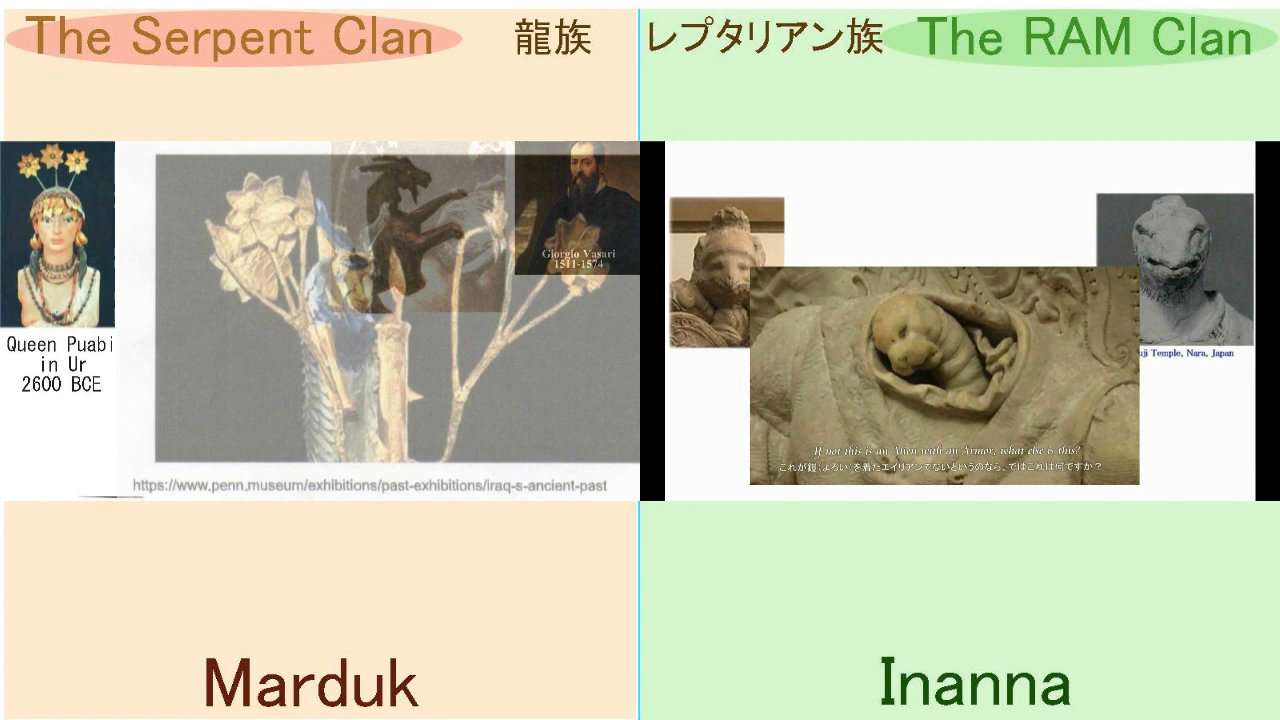 The Serpent Clan 龍族
レプタリアン族 The RAM Clan
Giorgio Vasari
1511-1574
Queen Puabi
in Ur
2600 BCE
https://www.penn.museum/exhibitions/past-exhibitions/iraq-s-ancient-past
Temple, Nara, Japan
If not this is an Alien with an Armor, what else is this?
これが鎧(よろい)を着たエイリアンでないというのなら、ではこれは何ですか?
Marduk
Inanna